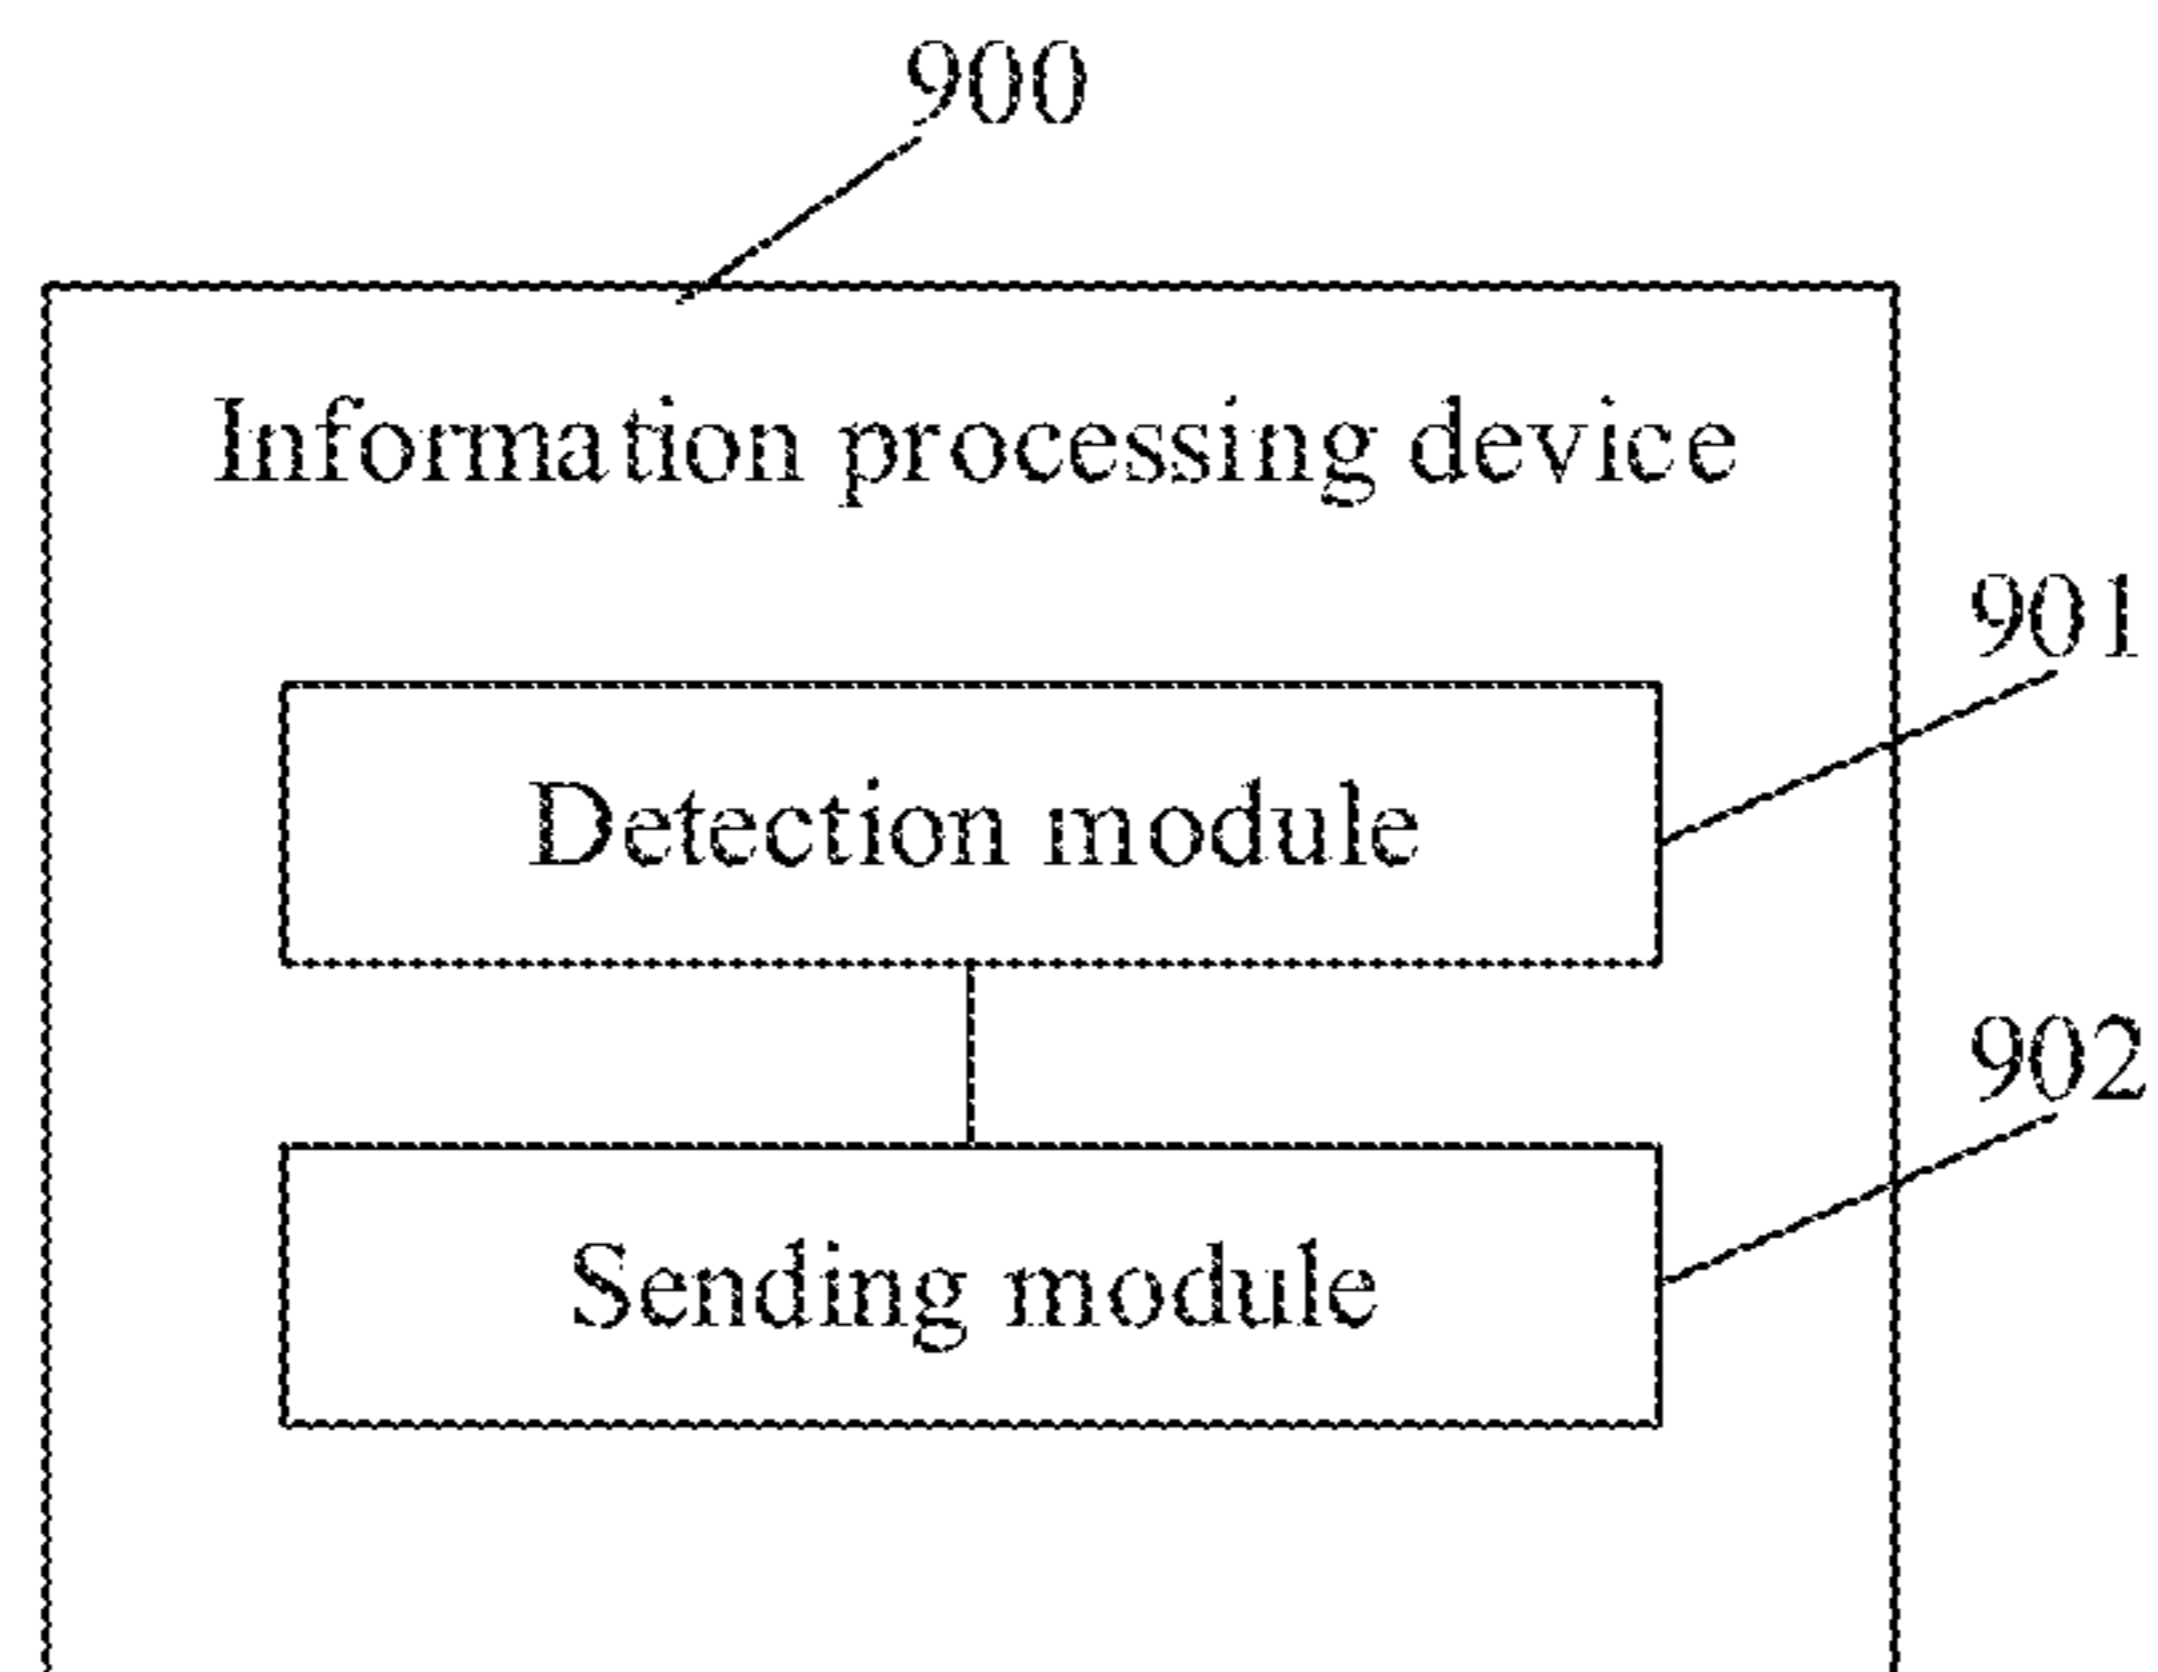 900
Information processing device
901
Detection module
902
Sending module